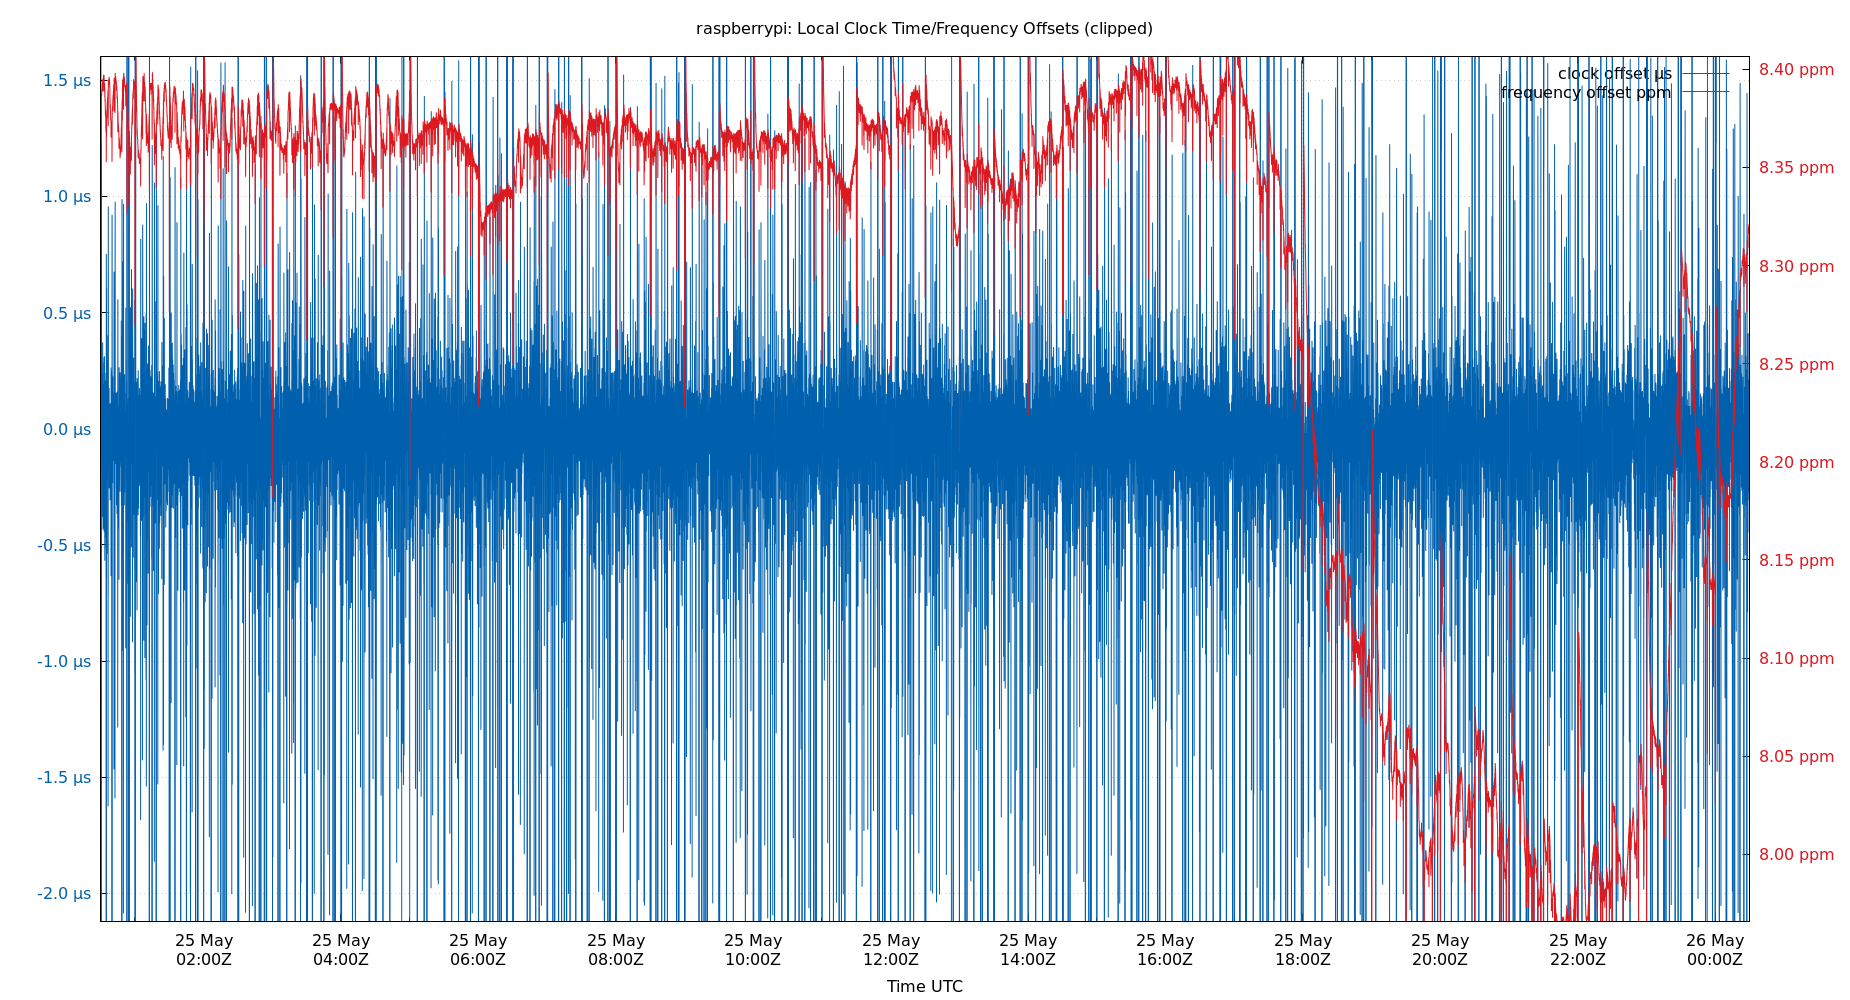 raspberrypi: Local Clock Time/Frequency Offsets (clipped)
clock offset µs
frequency offset ppm
1.5 µs
1.0 µs
0.5 µs
0.0 µs
-0.5 µs
-1.0 µs
-1.5 µs
-2.0 µs
8.40 ppm
8.35 ppm
8.30 ppm
8.25 ppm
8.20 ppm
8.15 ppm
8.10 ppm
8.05 ppm
8.00 ppm
25 May 25 May 25 May 25 May 25 May 25 May 25 May 25 May 25 May 25 May 25 May 26 May
02:00Z 04:00Z 06:00Z 08:00Z 10:00Z 12:00Z 14:00Z 16:00Z 18:00Z 20:00Z 22:00Z 00:00Z
Time UTC